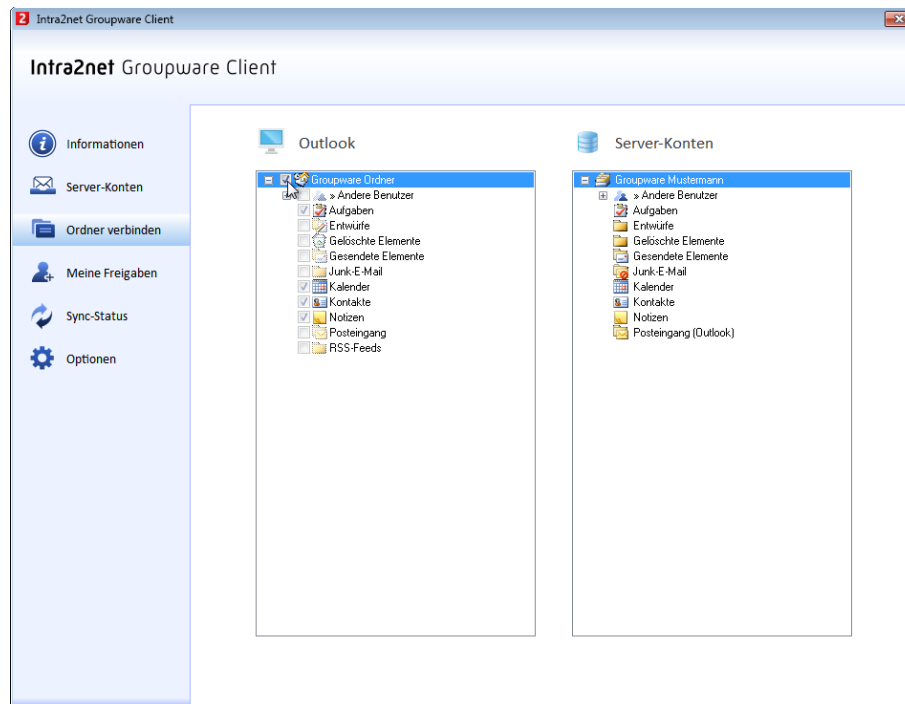 Intra2net Groupware Client
Intra2net Groupware Client
Informationen
Server-Konten
Ordner verbinden
Meine Freigaben
Sync-Status
Optionen
Outlook
Groupware Ordner
» Andere Benutzer
Aufgaben
Entwürfe
Gelöschte Elemente
Gesendete Elemente
Junk-E-Mail
Kalender
Kontakte
Notizen
Posteingang
RSS-Feeds
Server-Konten
Groupware Mustermann
» Andere Benutzer
Aufgaben
Entwürfe
Gelöschte Elemente
Gesendete Elemente
Junk-E-Mail
Kalender
Kontakte
Notizen
Posteingang (Outlook)